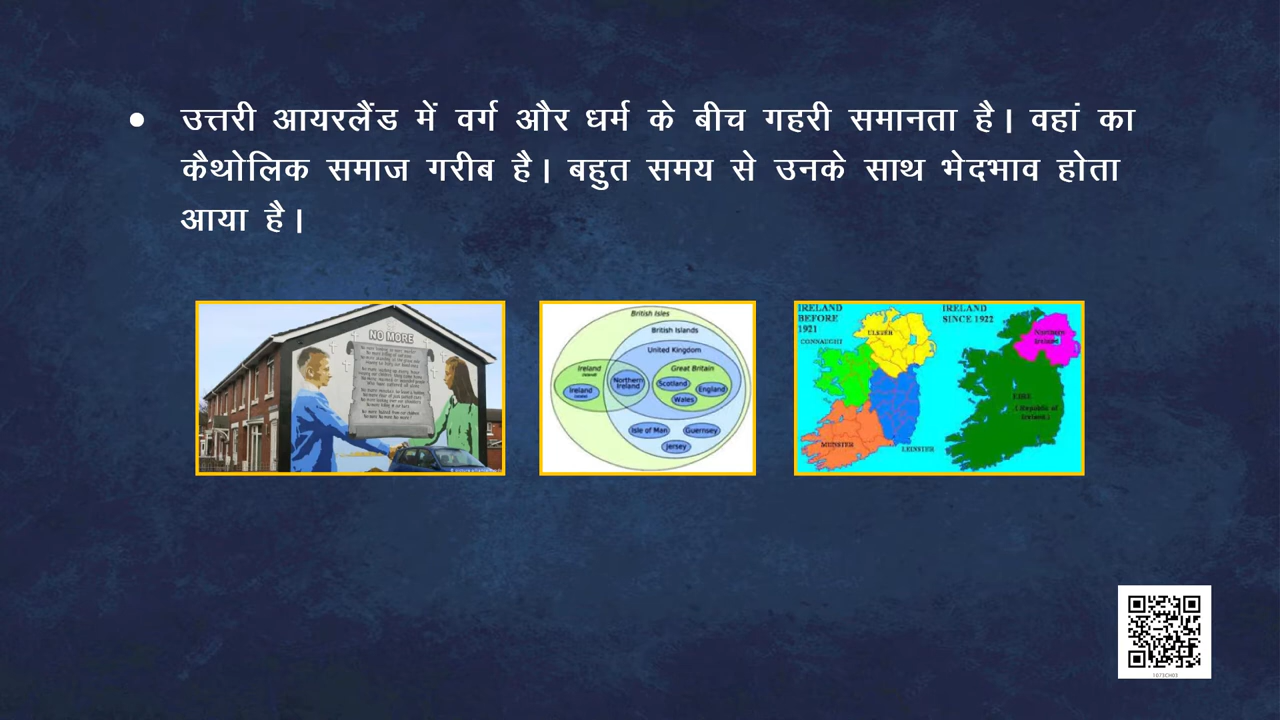 • उत्तरी आयरलैंड में वर्ग और धर्म के बीच गहरी समानता है। वहां का
कैथोलिक समाज गरीब है। बहुत समय से उनके साथ भेदभाव होता
आया है।
NO MORE
British Isles
British Islands
United Kingdom
Ireland
Great Britain
Ireland
Northern
Ireland
Scotland
England
Wales
Isle of Man
Guernsey
Jersey
IRELAND
BEFORE
1921
CONNAUGHT
ULSTER
MUNSTER
LEINSTER
IRELAND
SINCE 1922
Northern
Ireland
EIRE
(Republic of
Ireland)
1073CH03